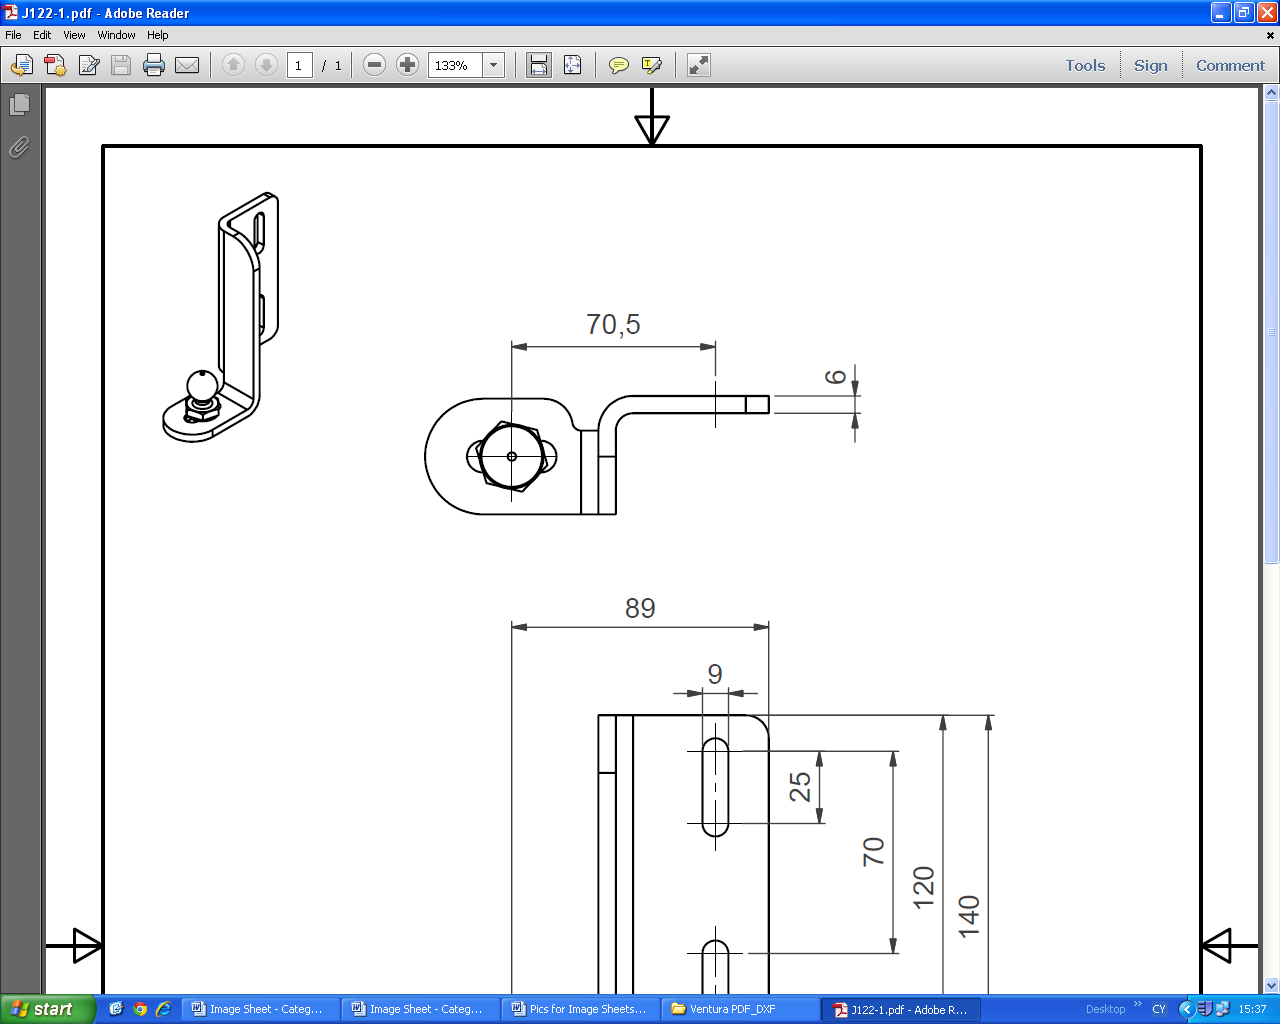 J122-1.pdf - Adobe Reader
File Edit View Window Help
1 / 1 133% Tools Sign Comment
70,5
6
89
9
25
70
120
140
start Image Sheet - Categ... Image Sheet - Categ... Pics for Image Sheets... Ventura PDF_DXF J122-1.pdf - Adobe R... Desktop » CY 15:37